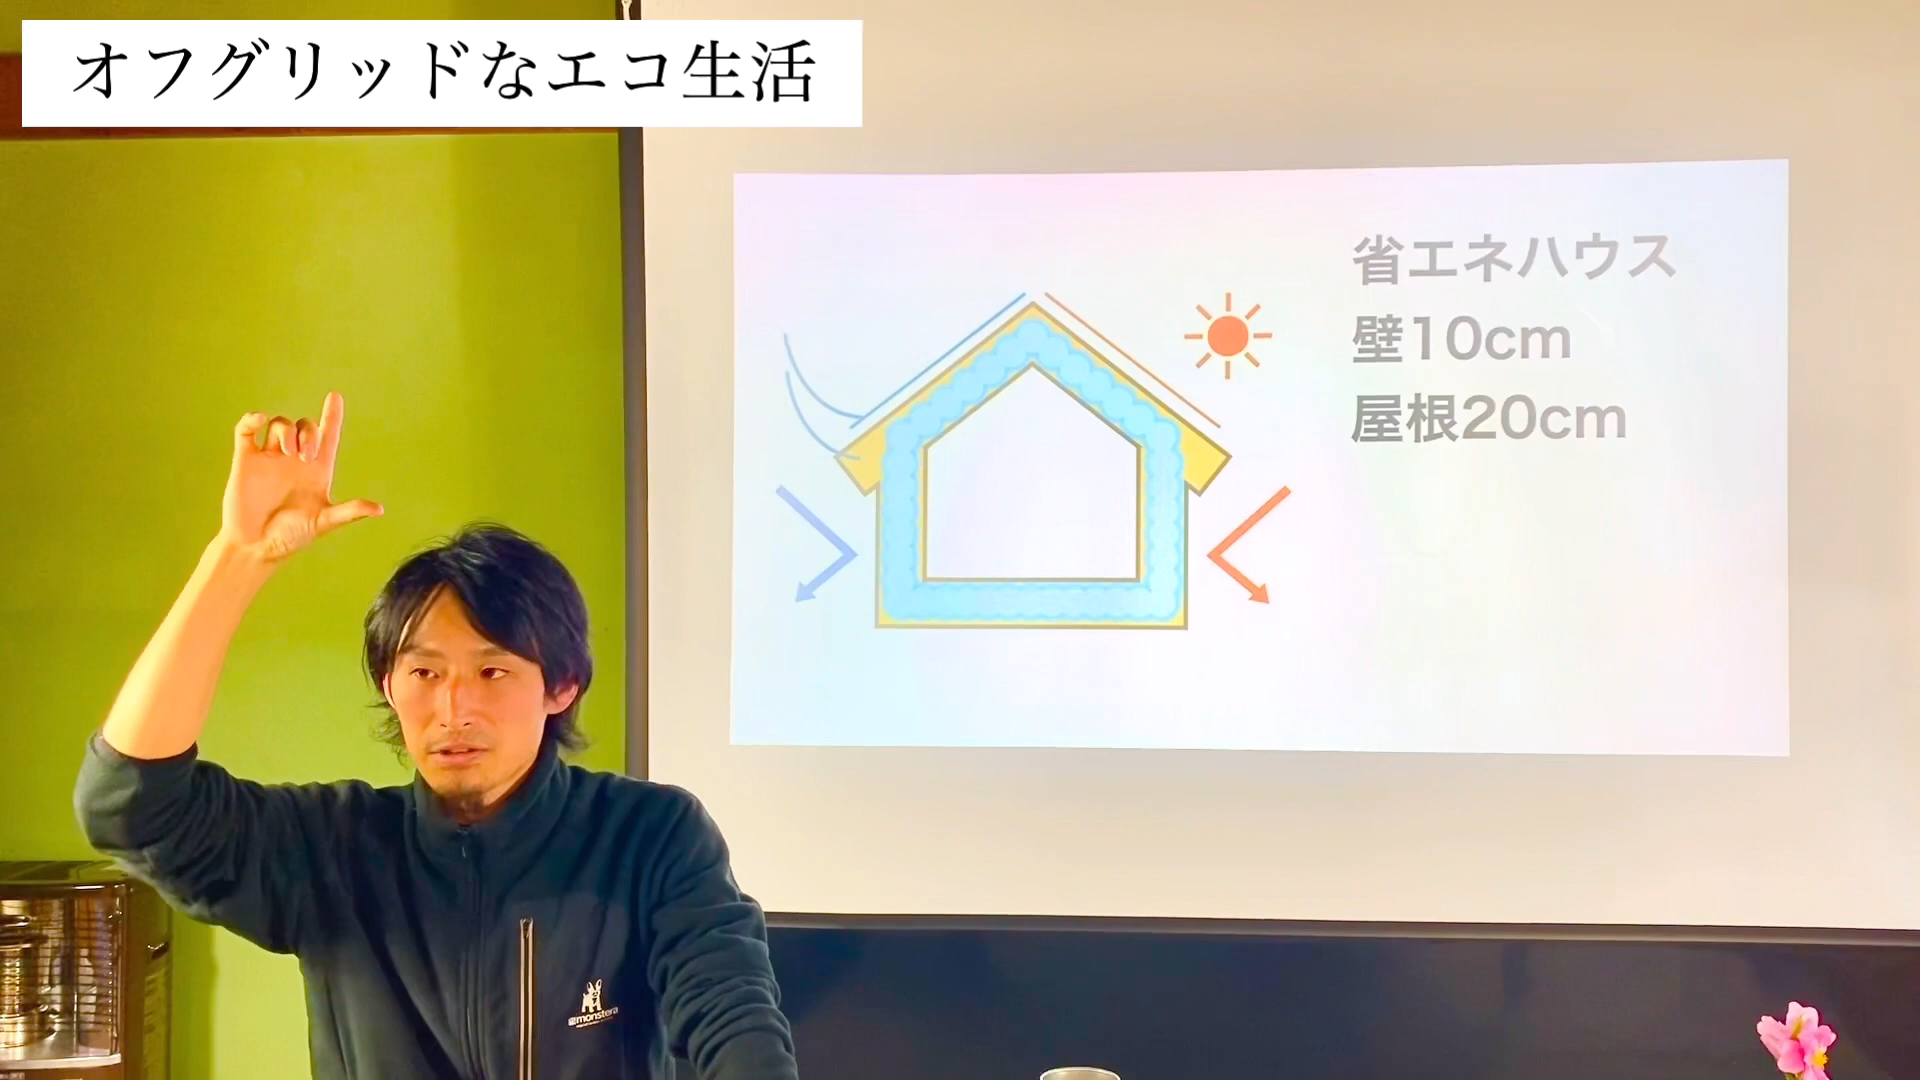 オフグリッドなエコ生活
省エネハウス
壁10cm
屋根20cm
monstera